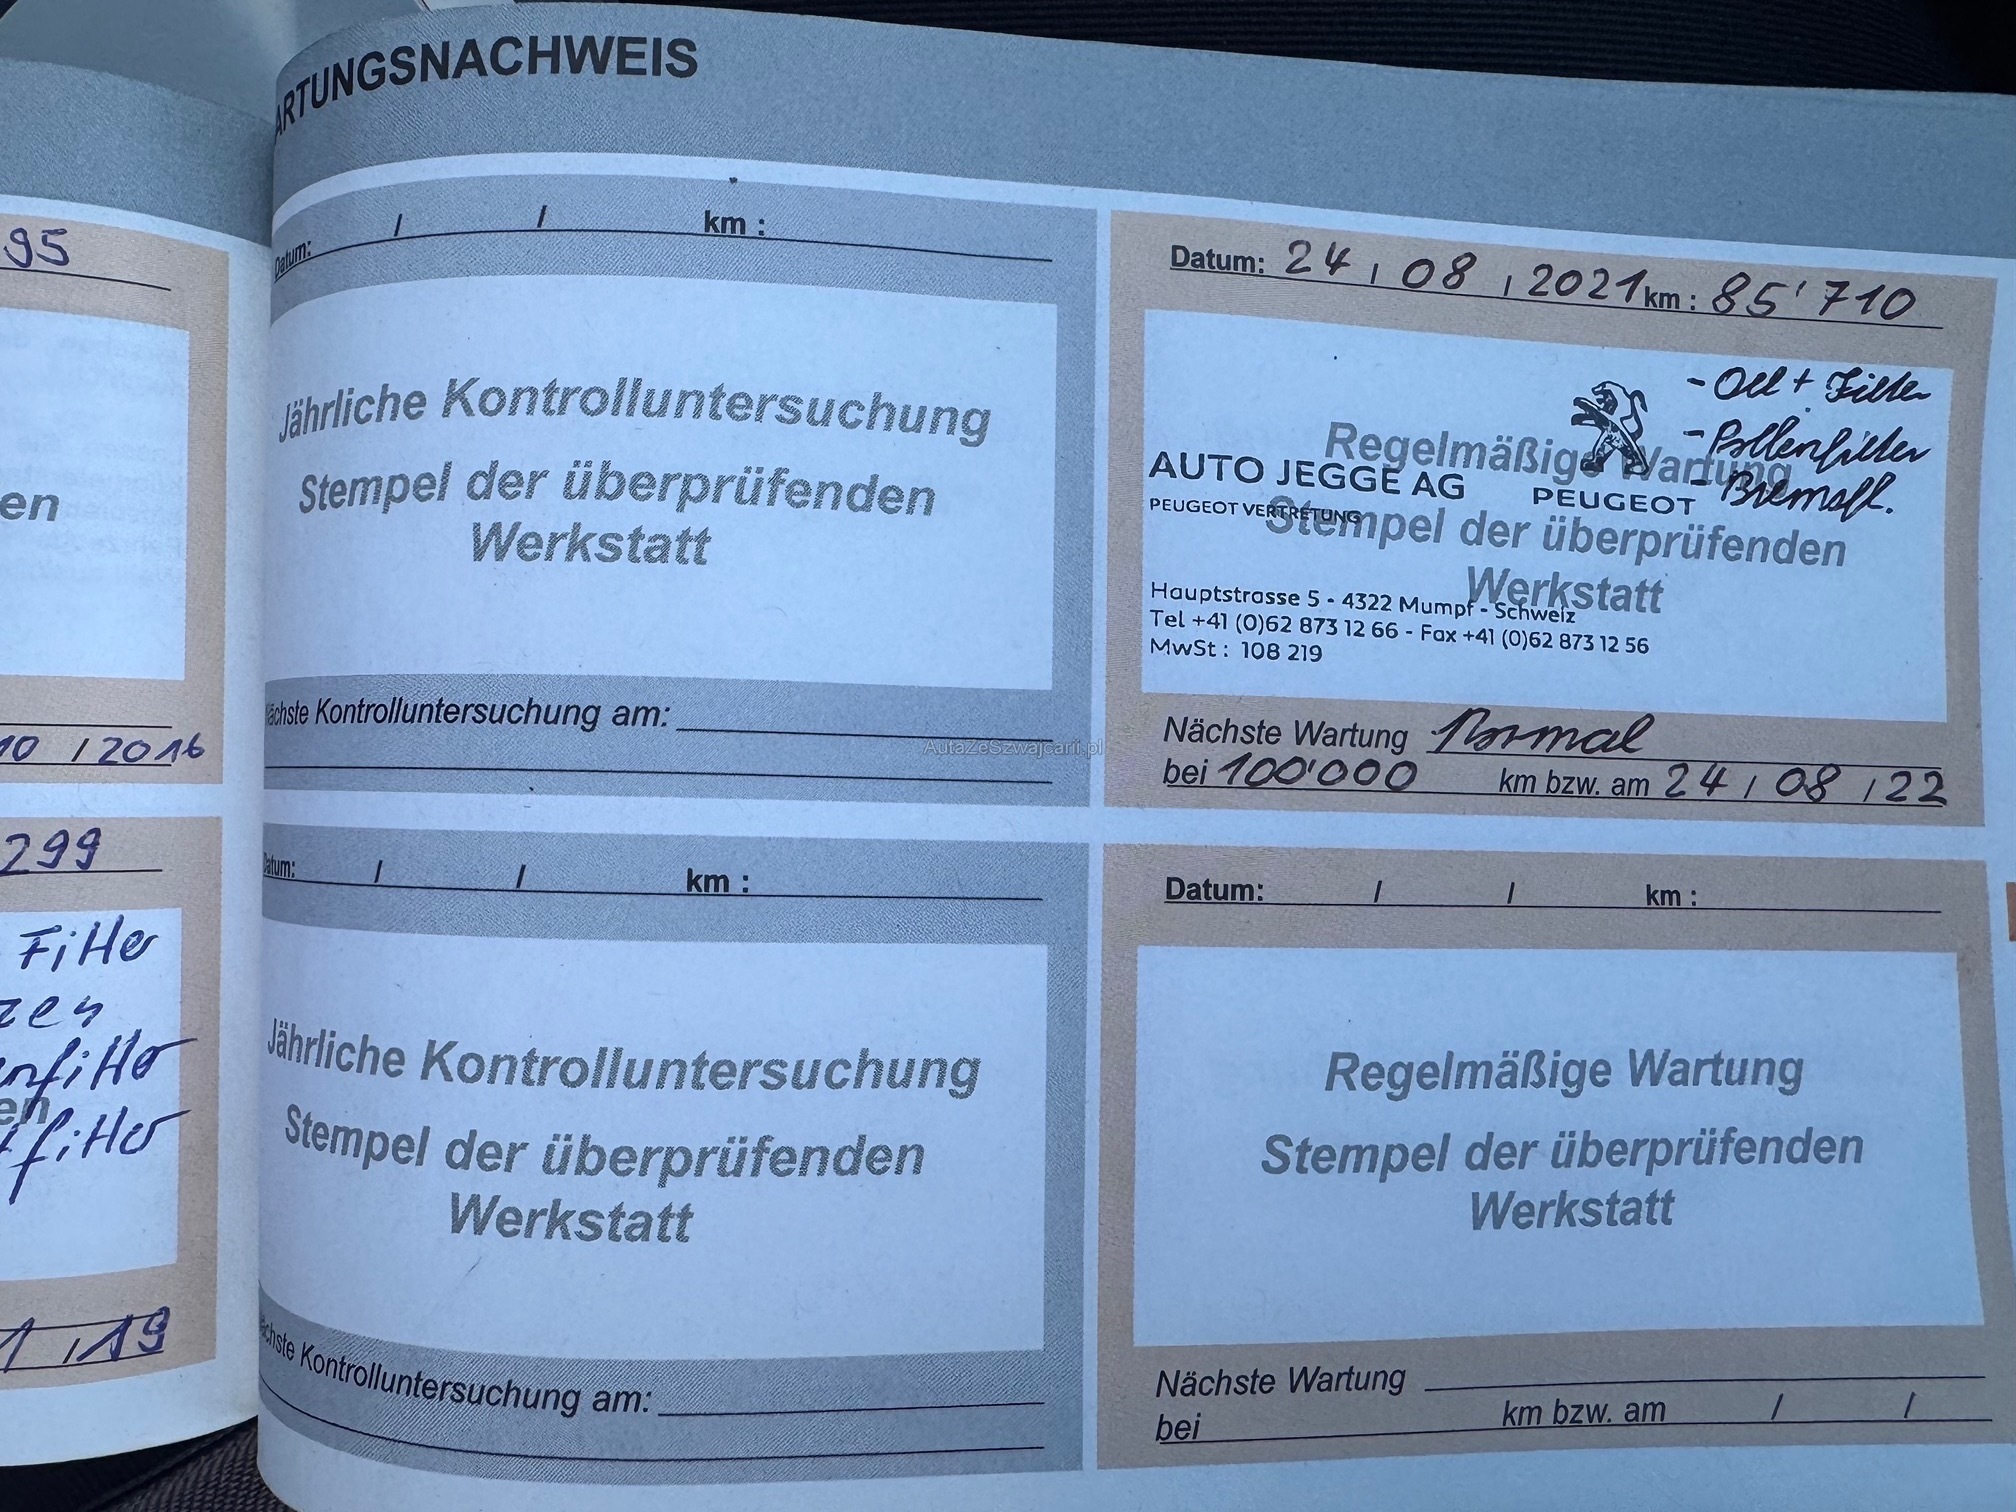 95
en
10 / 2016
299
Filter
zen
nfilter
en
filter
1 / 19
ARTUNGSNACHWEIS
Datum: / / km :
Jährliche Kontrolluntersuchung
Stempel der überprüfenden
Werkstatt
Nächste Kontrolluntersuchung am:
Datum: 24 / 08 / 2021 km : 85'710
- Oel + Filter
- Pollenfilter
- Bremsfl.
Regelmäßige Wartung
AUTO JEGGE AG PEUGEOT
PEUGEOT VERTRETUNG
Stempel der überprüfenden
Werkstatt
Hauptstrasse 5 - 4322 Mumpf - Schweiz
Tel +41 (0)62 873 12 66 - Fax +41 (0)62 873 12 56
MwSt : 108 219
Nächste Wartung Normal
bei 100'000 km bzw. am 24 / 08 / 22
AutaZeSzwajcarii.pl
Datum: / / km :
Jährliche Kontrolluntersuchung
Stempel der überprüfenden
Werkstatt
Nächste Kontrolluntersuchung am:
Datum: / / km :
Regelmäßige Wartung
Stempel der überprüfenden
Werkstatt
Nächste Wartung
bei km bzw. am / /